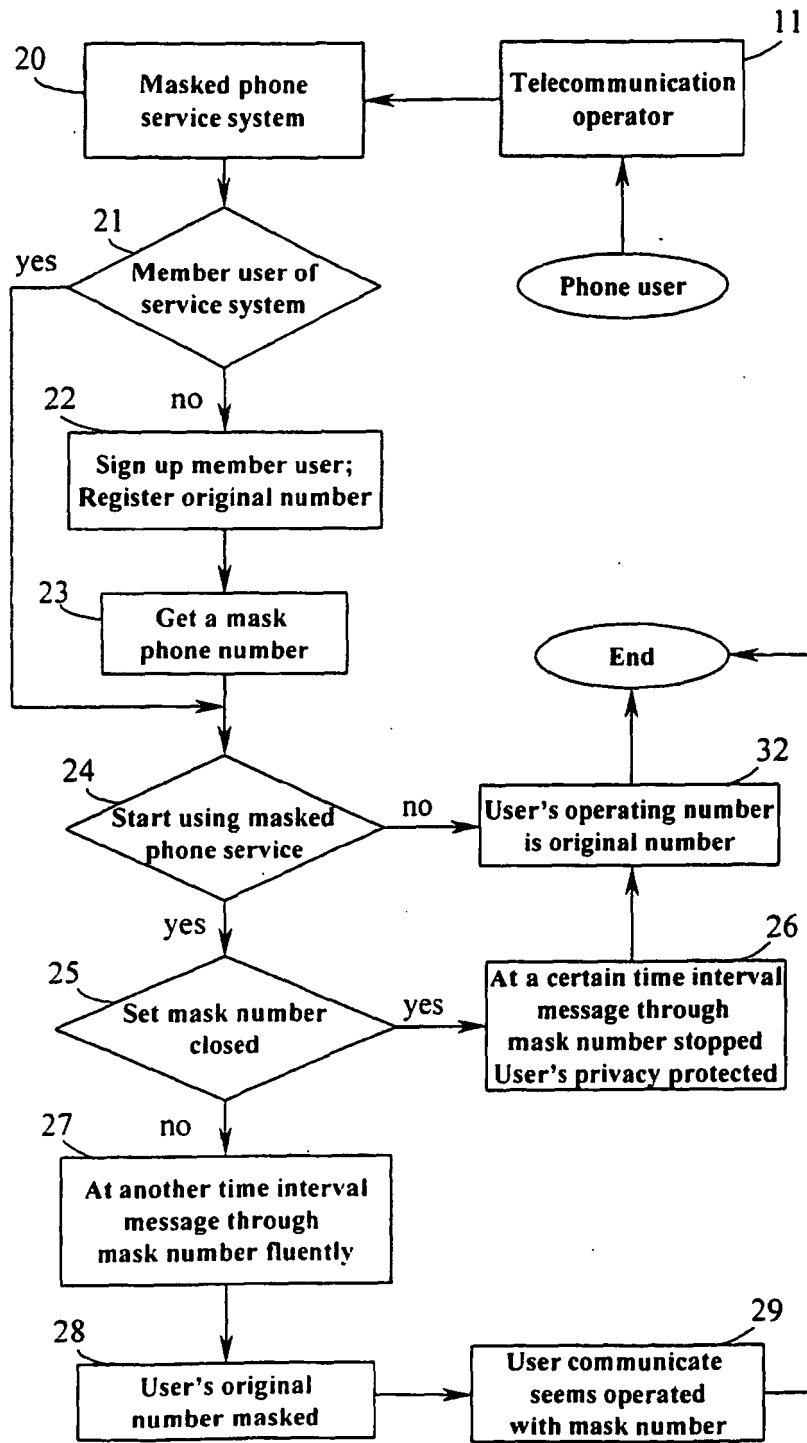 20
Masked phone
service system
11
Telecommunication
operator
21
yes
Member user of
service system
Phone user
no
22
Sign up member user;
Register original number
23
Get a mask
phone number
End
24
Start using masked
phone service
no
32
User's operating number
is original number
yes
25
Set mask number
closed
yes
26
At a certain time interval
message through
mask number stopped
User's privacy protected
no
27
At another time interval
message through
mask number fluently
28
User's original
number masked
29
User communicate
seems operated
with mask number